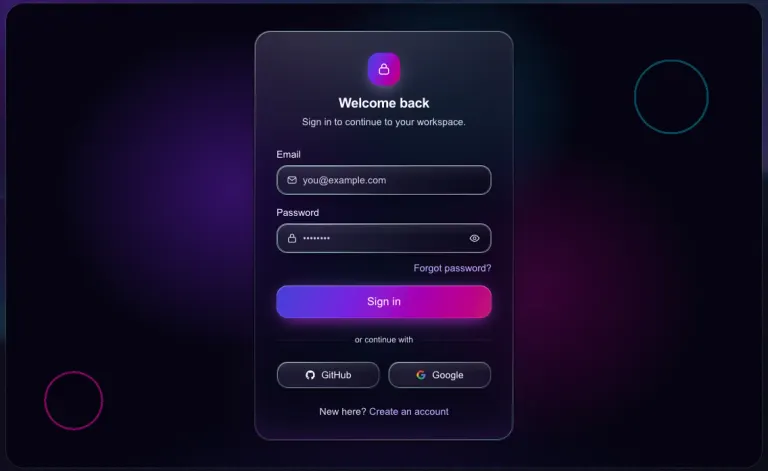 Welcome back
Sign in to continue to your workspace.
Email
you@example.com
Password
••••••••
Forgot password?
Sign in
or continue with
GitHub
Google
New here? Create an account